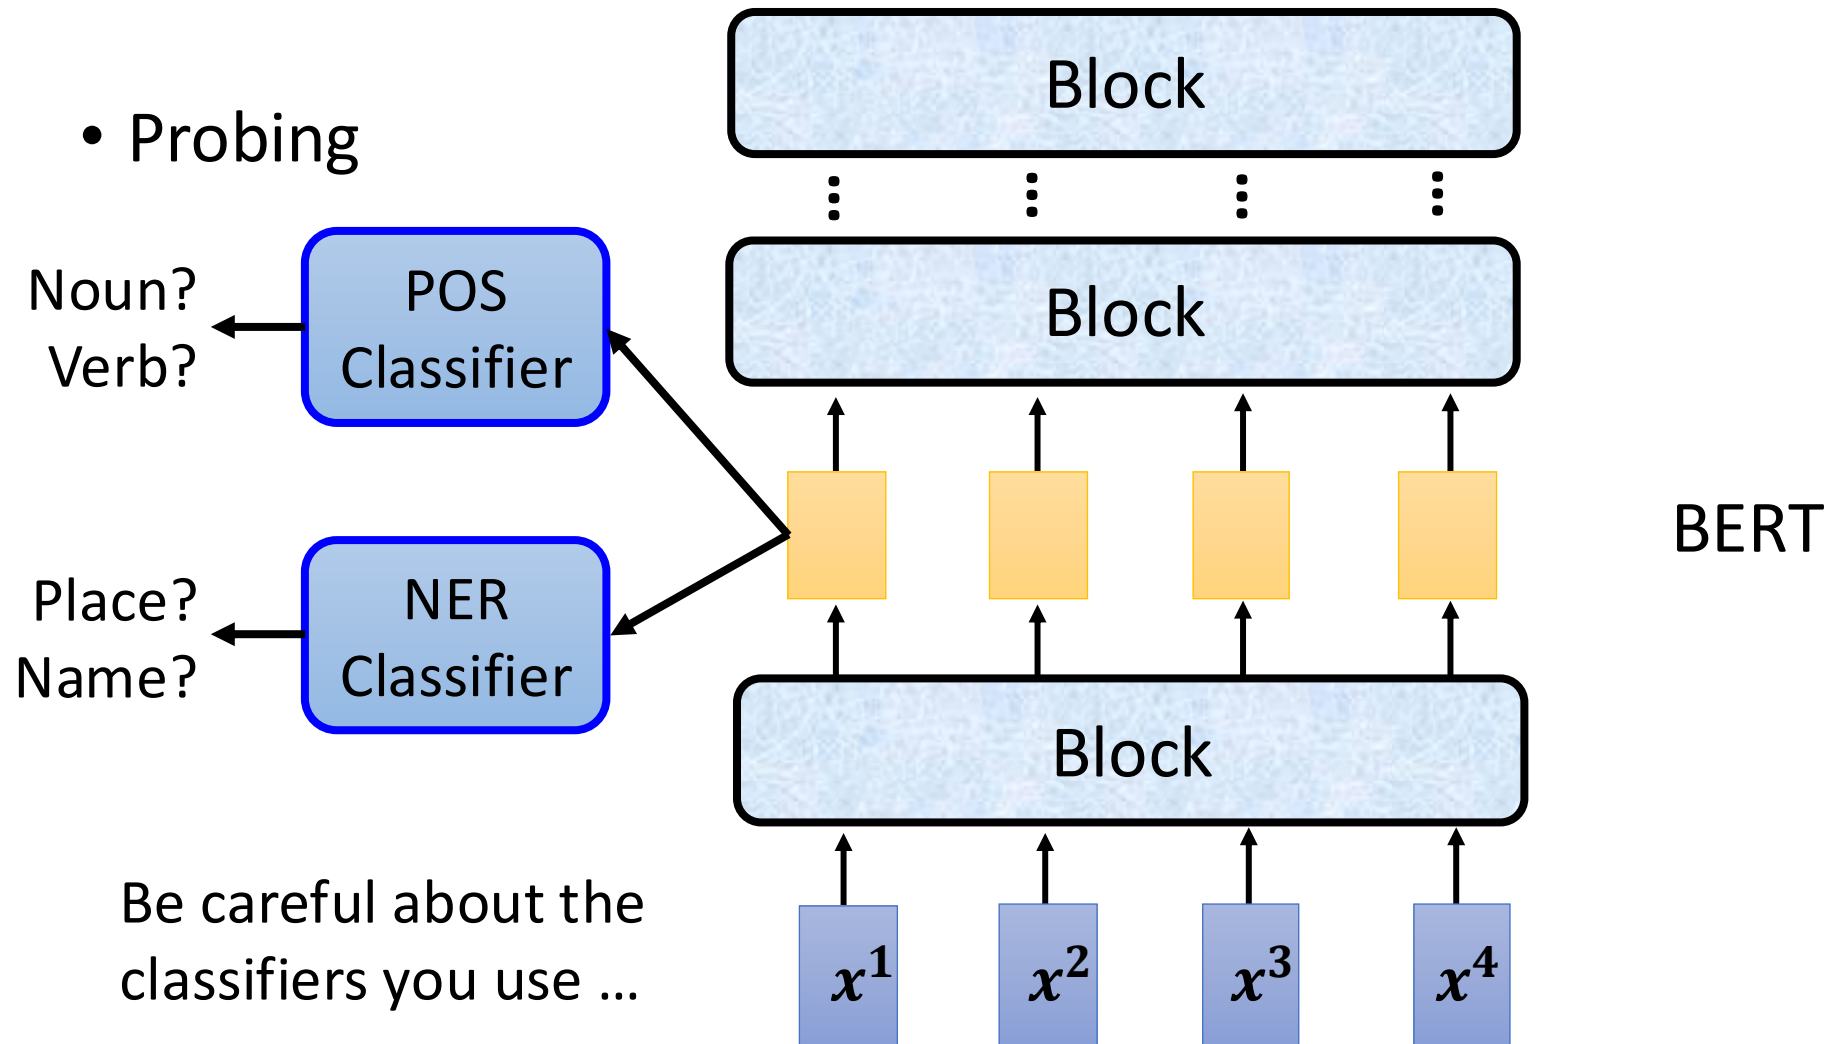 • Probing
Block
Block
Noun?
Verb?
POS
Classifier
Place?
Name?
NER
Classifier
BERT
Block
Be careful about the
classifiers you use ...
x¹ x² x³ x⁴